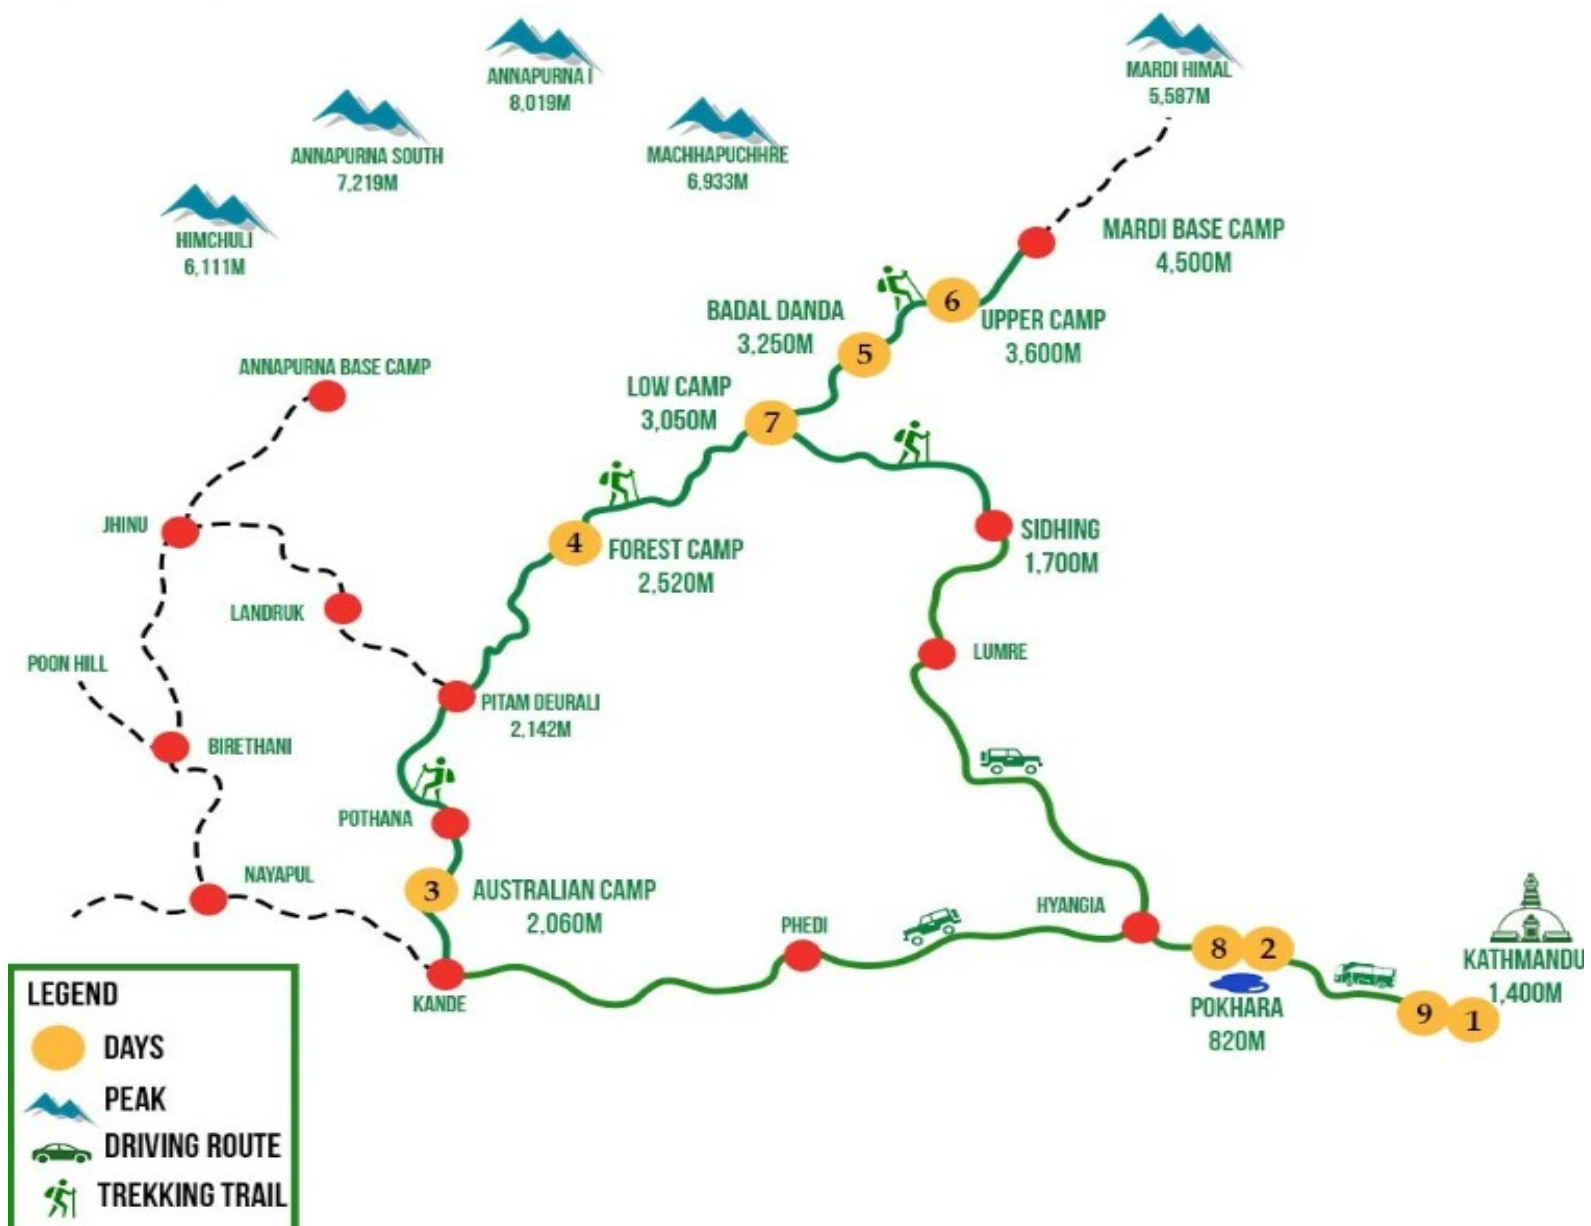 ANNAPURNA I
8,019M
MARDI HIMAL
5,587M
ANNAPURNA SOUTH
7,219M
MACHHAPUCHHRE
6,933M
HIMCHULI
6,111M
MARDI BASE CAMP
4,500M
6
BADAL DANDA
3,250M
UPPER CAMP
3,600M
5
ANNAPURNA BASE CAMP
LOW CAMP
3,050M
7
JHINU
4
FOREST CAMP
2,520M
SIDHING
1,700M
LANDRUK
LUMRE
POON HILL
PITAM DEURALI
2,142M
BIRETHANI
POTHANA
NAYAPUL
3
AUSTRALIAN CAMP
2,060M
HYANGIA
PHEDI
8
2
KATHMANDU
1,400M
KANDE
POKHARA
820M
9
1
LEGEND
DAYS
PEAK
DRIVING ROUTE
TREKKING TRAIL